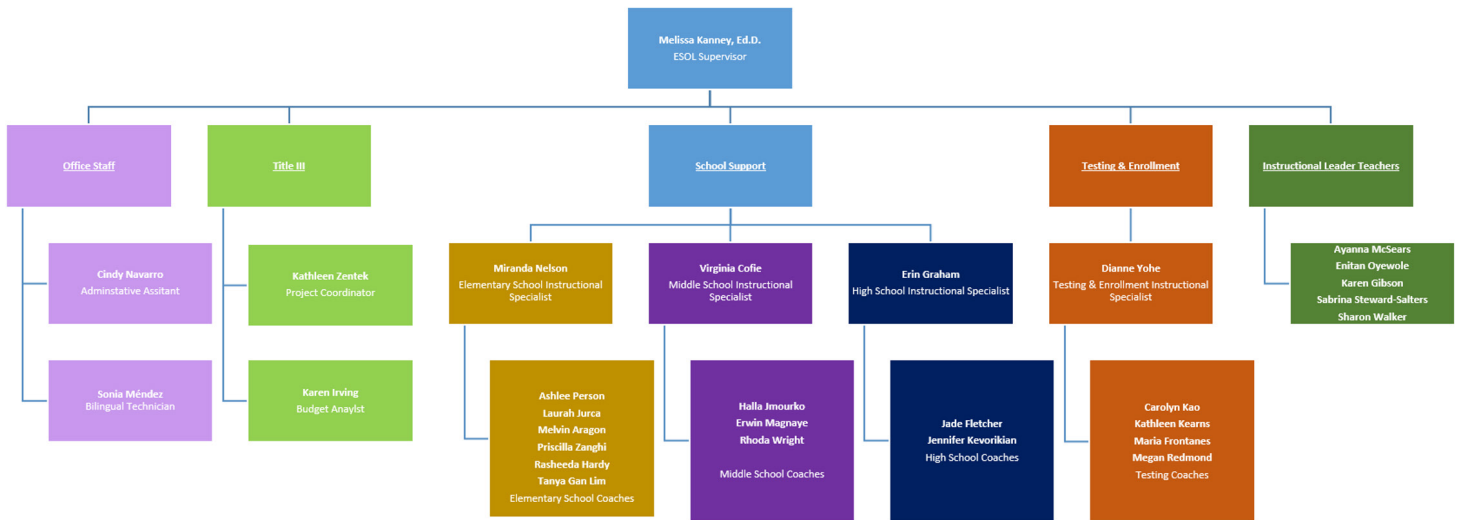 Melissa Kanney, Ed.D.
ESOL Supervisor
Office Staff
Title III
School Support
Testing & Enrollment
Instructional Leader Teachers
Cindy Navarro
Adminstative Assitant
Kathleen Zentek
Project Coordinator
Miranda Nelson
Elementary School Instructional
Specialist
Virginia Cofie
Middle School Instructional
Specialist
Erin Graham
High School Instructional Specialist
Dianne Yohe
Testing & Enrollment Instructional
Specialist
Ayanna McSears
Enitan Oyewole
Karen Gibson
Sabrina Steward-Salters
Sharon Walker
Sonia Méndez
Bilingual Technician
Karen Irving
Budget Anaylst
Ashlee Person
Laurah Jurca
Melvin Aragon
Priscilla Zanghi
Rasheeda Hardy
Tanya Gan Lim
Elementary School Coaches
Halla Jmourko
Erwin Magnaye
Rhoda Wright
Middle School Coaches
Jade Fletcher
Jennifer Kevorikian
High School Coaches
Carolyn Kao
Kathleen Kearns
Maria Frontanes
Megan Redmond
Testing Coaches